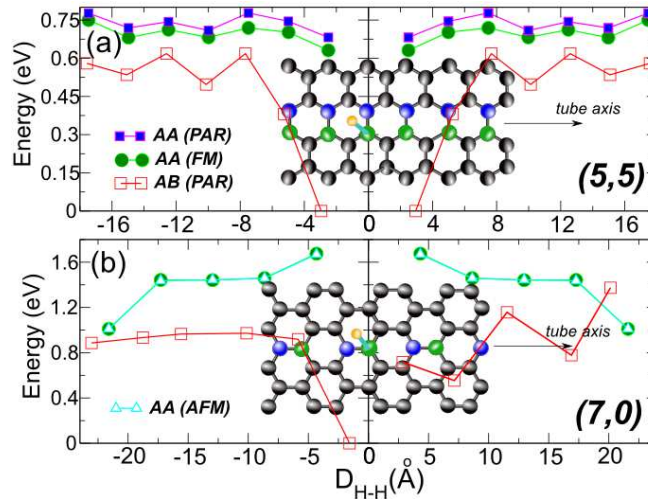 0.75
0.6
0.45
0.3
0.15
0
Energy (eV)
(a)
AA (PAR)
AA (FM)
AB (PAR)
tube axis
(5,5)
-16 -12 -8 -4 0 4 8 12 16
1.6
1.2
0.8
0.4
0
Energy (eV)
(b)
AA (AFM)
tube axis
(7,0)
-20 -15 -10 -5 0 5 10 15 20
D H-H (Å)